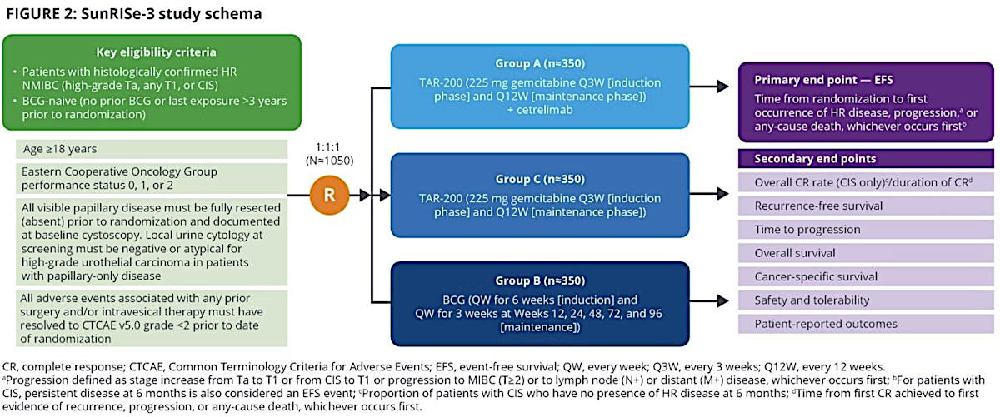 FIGURE 2: SunRISe-3 study schema
Key eligibility criteria
• Patients with histologically confirmed HR
NMIBC (high-grade Ta, any T1, or CIS)
• BCG-naive (no prior BCG or last exposure >3 years
prior to randomization)
Age ≥18 years
Eastern Cooperative Oncology Group
performance status 0, 1, or 2
All visible papillary disease must be fully resected
(absent) prior to randomization and documented
at baseline cystoscopy. Local urine cytology at
screening must be negative or atypical for
high-grade urothelial carcinoma in patients
with papillary-only disease
All adverse events associated with any prior
surgery and/or intravesical therapy must have
resolved to CTCAE v5.0 grade <2 prior to date
of randomization
1:1:1
(N≈1050)
R
Group A (n≈350)
TAR-200 (225 mg gemcitabine Q3W [induction
phase] and Q12W [maintenance phase])
+ cetrelimab
Group C (n≈350)
TAR-200 (225 mg gemcitabine Q3W [induction
phase] and Q12W [maintenance phase])
Group B (n≈350)
BCG (QW for 6 weeks [induction] and
QW for 3 weeks at Weeks 12, 24, 48, 72, and 96
[maintenance])
Primary end point — EFS
Time from randomization to first
occurrence of HR disease, progression,ᵃ or
any-cause death, whichever occurs firstᵇ
Secondary end points
Overall CR rate (CIS only)ᶜ/duration of CRᵈ
Recurrence-free survival
Time to progression
Overall survival
Cancer-specific survival
Safety and tolerability
Patient-reported outcomes
CR, complete response; CTCAE, Common Terminology Criteria for Adverse Events; EFS, event-free survival; QW, every week; Q3W, every 3 weeks; Q12W, every 12 weeks.
ᵃProgression defined as stage increase from Ta to T1 or from CIS to T1 or progression to MIBC (T≥2) or to lymph node (N+) or distant (M+) disease, whichever occurs first; ᵇFor patients with
CIS, persistent disease at 6 months is also considered an EFS event; ᶜProportion of patients with CIS who have no presence of HR disease at 6 months; ᵈTime from first CR achieved to first
evidence of recurrence, progression, or any-cause death, whichever occurs first.